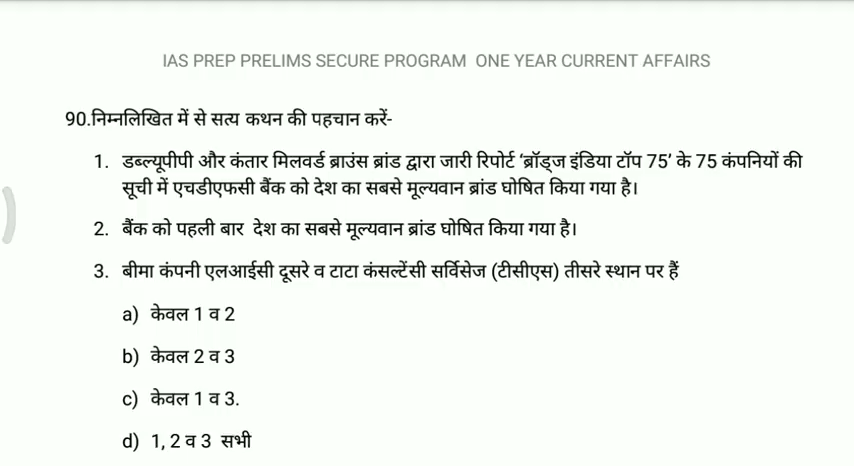 IAS PREP PRELIMS SECURE PROGRAM ONE YEAR CURRENT AFFAIRS
90.निम्नलिखित में से सत्य कथन की पहचान करें-
1. डब्ल्यूपीपी और कंतार मिलवर्ड ब्राउंस ब्रांड द्वारा जारी रिपोर्ट ‘ब्रॉड्ज इंडिया टॉप 75’ के 75 कंपनियों की
सूची में एचडीएफसी बैंक को देश का सबसे मूल्यवान ब्रांड घोषित किया गया है।
2. बैंक को पहली बार देश का सबसे मूल्यवान ब्रांड घोषित किया गया है।
3. बीमा कंपनी एलआईसी दूसरे व टाटा कंसल्टेंसी सर्विसेज (टीसीएस) तीसरे स्थान पर हैं
a) केवल 1 व 2
b) केवल 2 व 3
c) केवल 1 व 3.
d) 1, 2 व 3 सभी